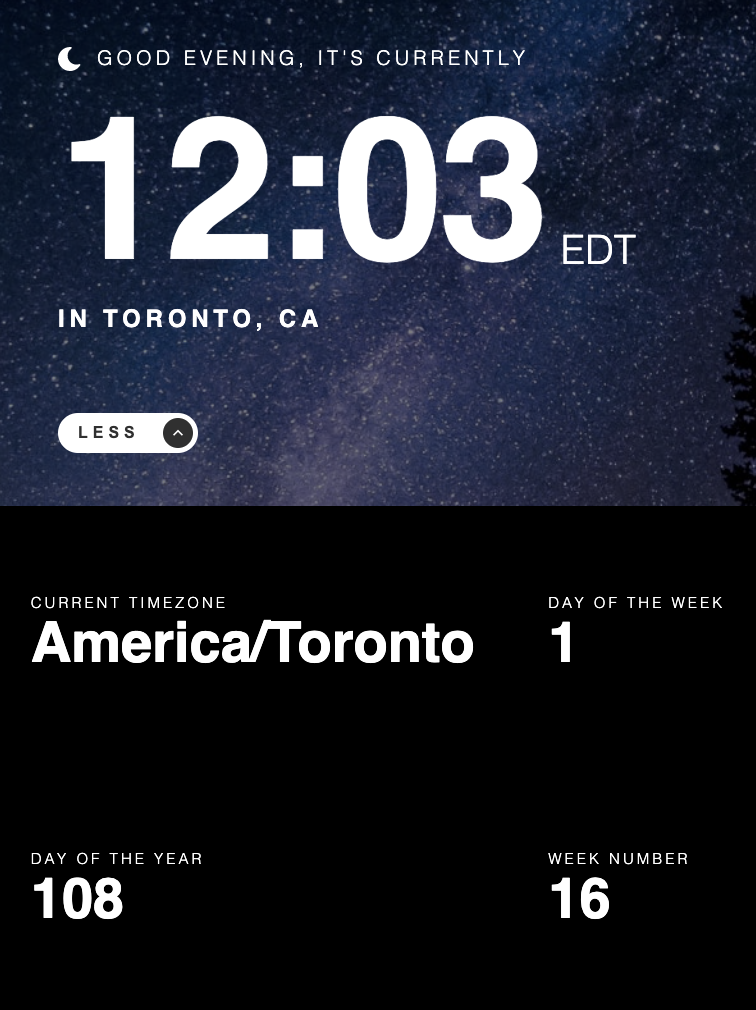 GOOD EVENING, IT'S CURRENTLY
12:03 EDT
IN TORONTO, CA
LESS
CURRENT TIMEZONE
America/Toronto
DAY OF THE WEEK
1
DAY OF THE YEAR
108
WEEK NUMBER
16